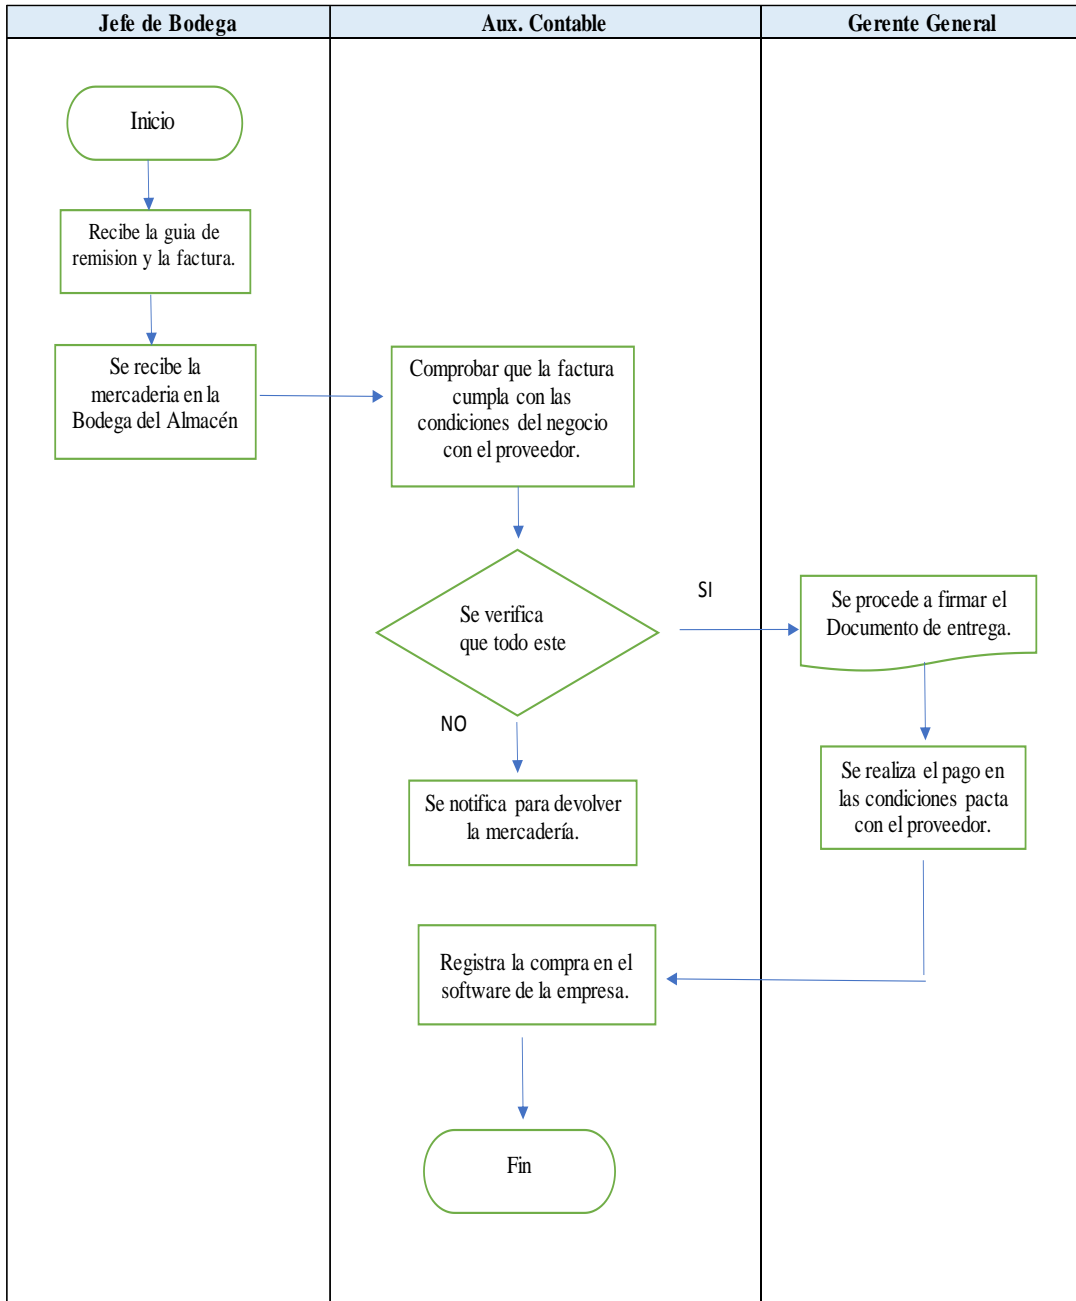 Jefe de Bodega
Aux. Contable
Gerente General
Inicio
Recibe la guia de
remision y la factura.
Se recibe la
mercaderia en la
Bodega del Almacén
Comprobar que la factura
cumpla con las
condiciones del negocio
con el proveedor.
Se verifica
que todo este
SI
NO
Se procede a firmar el
Documento de entrega.
Se realiza el pago en
las condiciones pacta
con el proveedor.
Se notifica para devolver
la mercadería.
Registra la compra en el
software de la empresa.
Fin